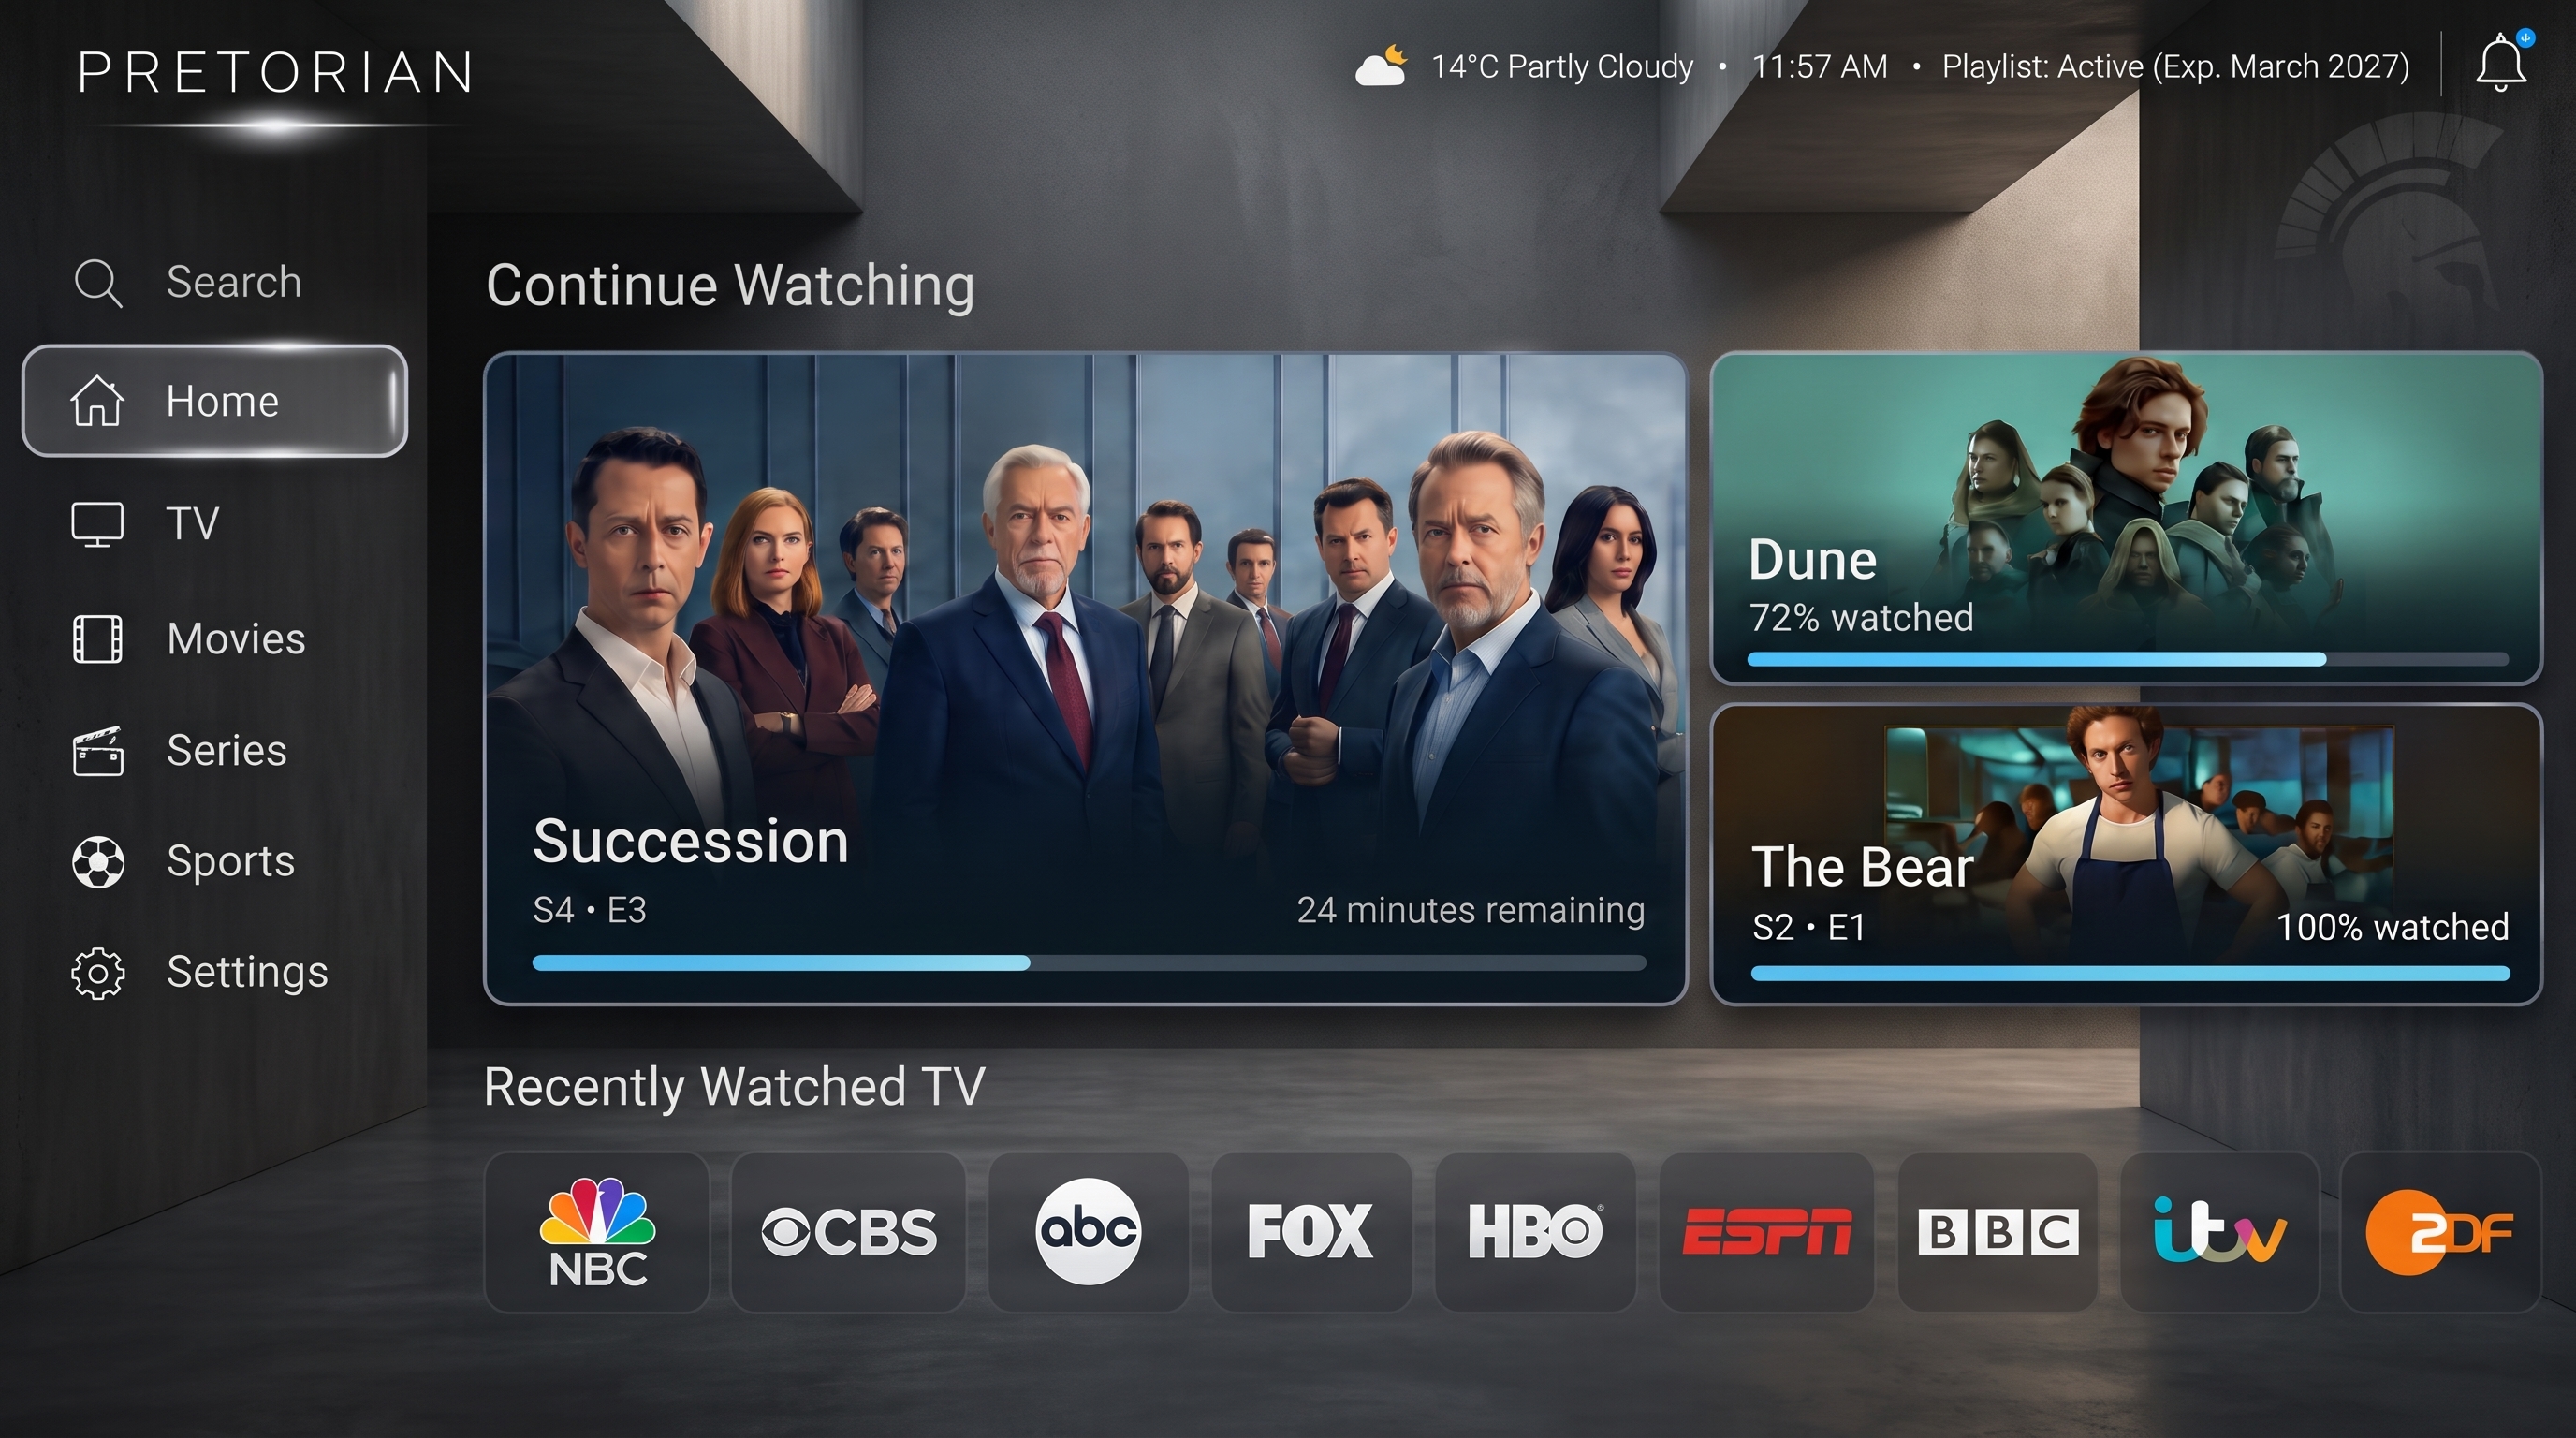 PRETORIAN
14°C Partly Cloudy • 11:57 AM • Playlist: Active (Exp. March 2027)
Search
Home
TV
Movies
Series
Sports
Settings
Continue Watching
Succession
S4 • E3
24 minutes remaining
Dune
72% watched
The Bear
S2 • E1
100% watched
Recently Watched TV
NBC
CBS
abc
FOX
HBO
ESPN
BBC
itv
2DF